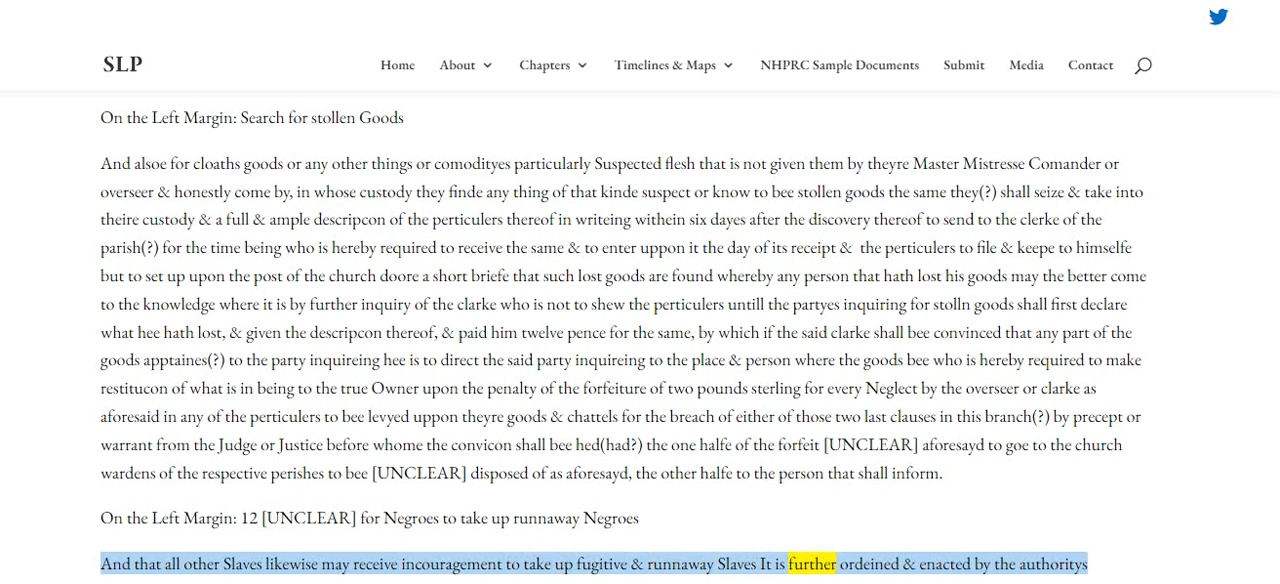 SLP
Home About Chapters Timelines & Maps NHPRC Sample Documents Submit Media Contact
On the Left Margin: Search for stollen Goods
And alsoe for cloaths goods or any other things or comodityes particularly Suspected flesh that is not given them by theyre Master Mistresse Comander or
overseer & honestly come by, in whose custody they finde any thing of that kinde suspect or know to bee stollen goods the same they(?) shall seize & take into
theire custody & a full & ample descripcon of the perticulers thereof in writeing withein six dayes after the discovery thereof to send to the clerke of the
parish(?) for the time being who is hereby required to receive the same & to enter uppon it the day of its receipt & the perticulers to file & keepe to himselfe
but to set up upon the post of the church doore a short briefe that such lost goods are found whereby any person that hath lost his goods may the better come
to the knowledge where it is by further inquiry of the clarke who is not to shew the perticulers untill the partyes inquiring for stolln goods shall first declare
what hee hath lost, & given the descripcon thereof, & paid him twelve pence for the same, by which if the said clarke shall bee convinced that any part of the
goods apptaines(?) to the party inquireing hee is to direct the said party inquireing to the place & person where the goods bee who is hereby required to make
restitucon of what is in being to the true Owner upon the penalty of the forfeiture of two pounds sterling for every Neglect by the overseer or clarke as
aforesaid in any of the perticulers to bee levyed uppon theyre goods & chattels for the breach of either of those two last clauses in this branch(?) by precept or
warrant from the Judge or Justice before whome the convicon shall bee hed(had?) the one halfe of the forfeit [UNCLEAR] aforesayd to goe to the church
wardens of the respective perishes to bee [UNCLEAR] disposed of as aforesayd, the other halfe to the person that shall inform.
On the Left Margin: 12 [UNCLEAR] for Negroes to take up runnaway Negroes
And that all other Slaves likewise may receive incouragement to take up fugitive & runnaway Slaves It is further ordeined & enacted by the authoritys